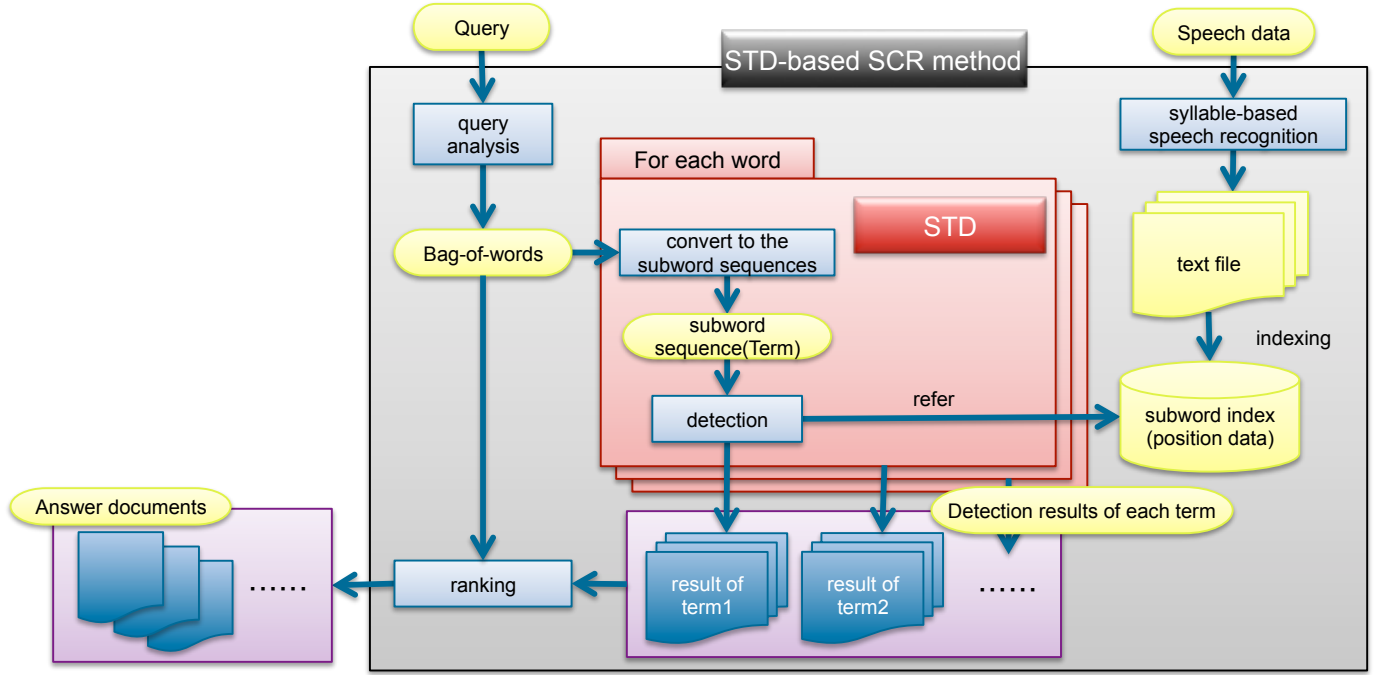 Query
Speech data
STD-based SCR method
query
analysis
syllable-based
speech recognition
For each word
STD
Bag-of-words
convert to the
subword sequences
text file
subword
sequence(Term)
indexing
detection
refer
subword index
(position data)
Answer documents
Detection results of each term
ranking
result of
term1
result of
term2
......
......